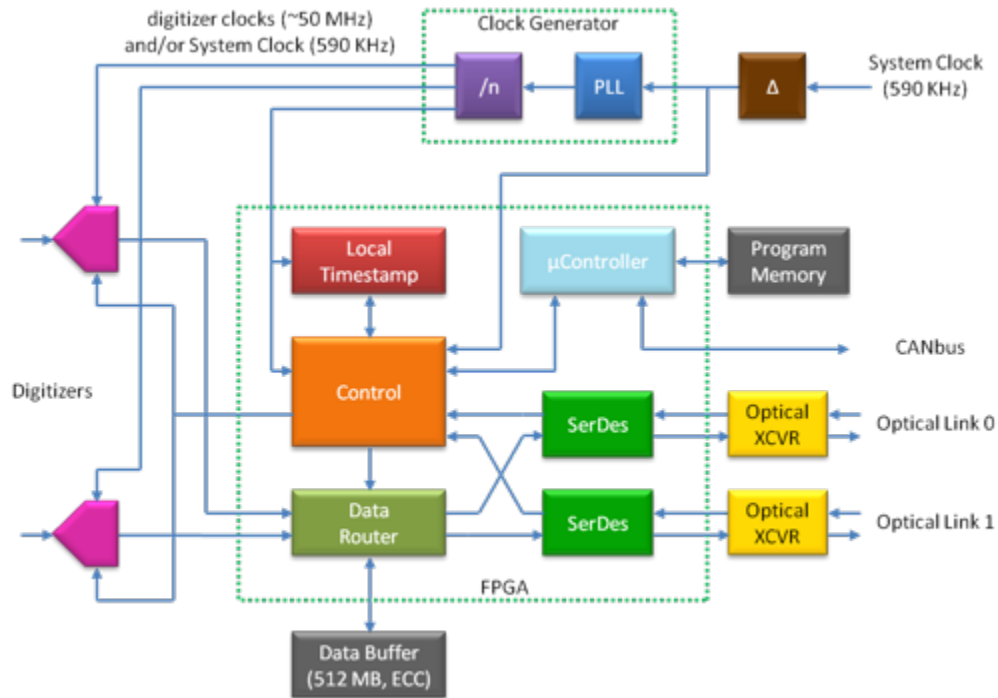 digitizer clocks (~50 MHz)
and/or System Clock (590 KHz)
Clock Generator
/n
PLL
Δ
System Clock
(590 KHz)
Local
Timestamp
µController
Program
Memory
CANbus
Digitizers
Control
SerDes
Optical
XCVR
Optical Link 0
Data
Router
SerDes
Optical
XCVR
Optical Link 1
FPGA
Data Buffer
(512 MB, ECC)